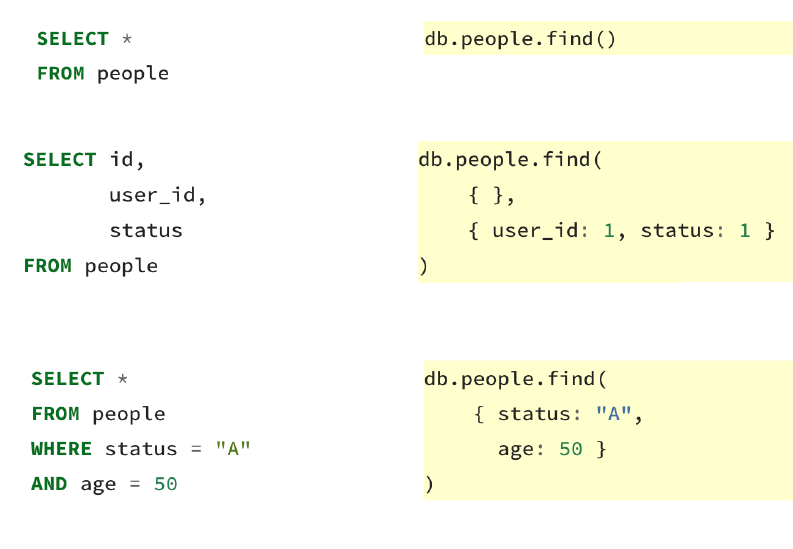 SELECT *
FROM people
db.people.find()
SELECT id,
       user_id,
       status
FROM people
db.people.find(
    { },
    { user_id: 1, status: 1 }
)
SELECT *
FROM people
WHERE status = "A"
AND age = 50
db.people.find(
    { status: "A",
      age: 50 }
)